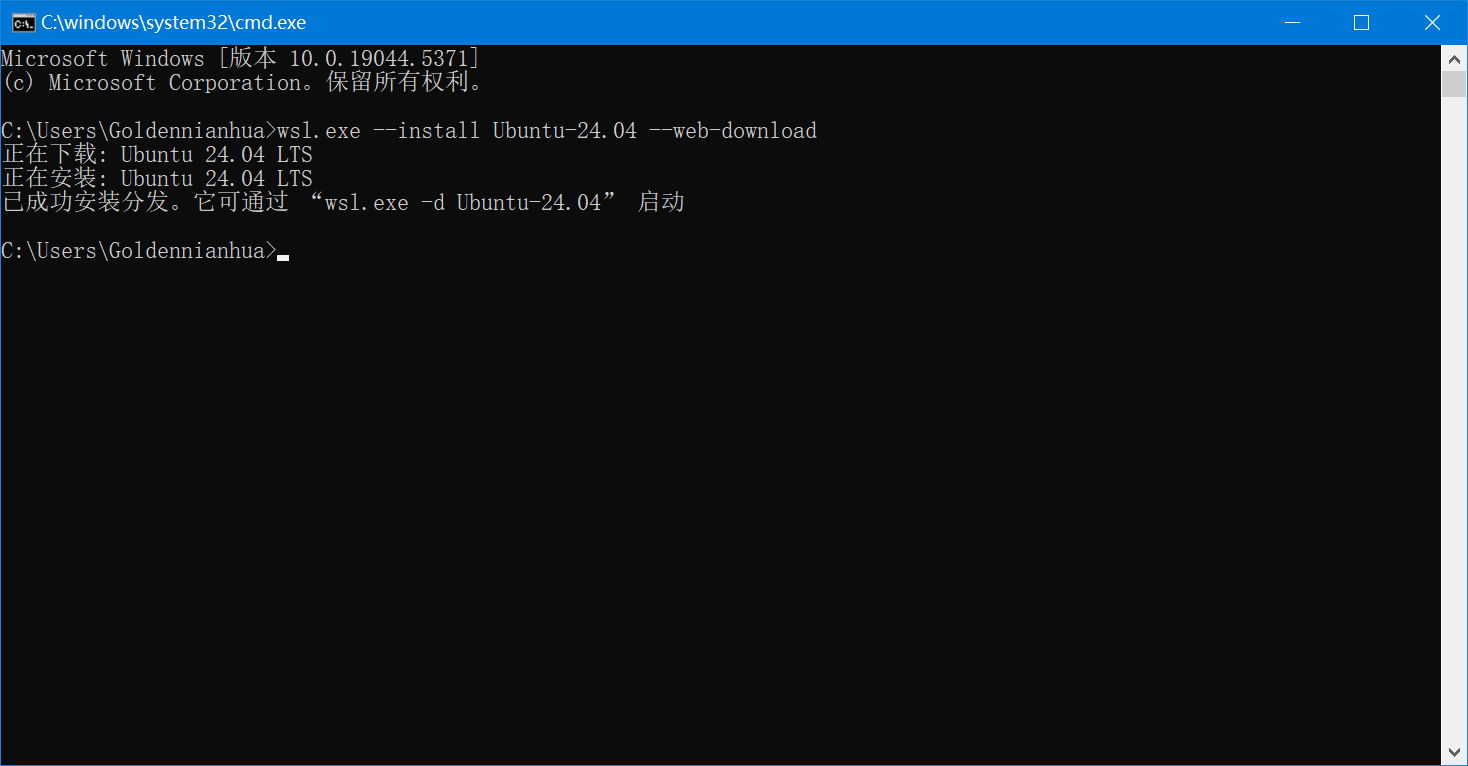 C:\windows\system32\cmd.exe
Microsoft Windows [版本 10.0.19044.5371]
(c) Microsoft Corporation。保留所有权利。
C:\Users\Goldennianhua>wsl.exe --install Ubuntu-24.04 --web-download
正在下载: Ubuntu 24.04 LTS
正在安装: Ubuntu 24.04 LTS
已成功安装分发。它可通过 “wsl.exe -d Ubuntu-24.04” 启动
C:\Users\Goldennianhua>